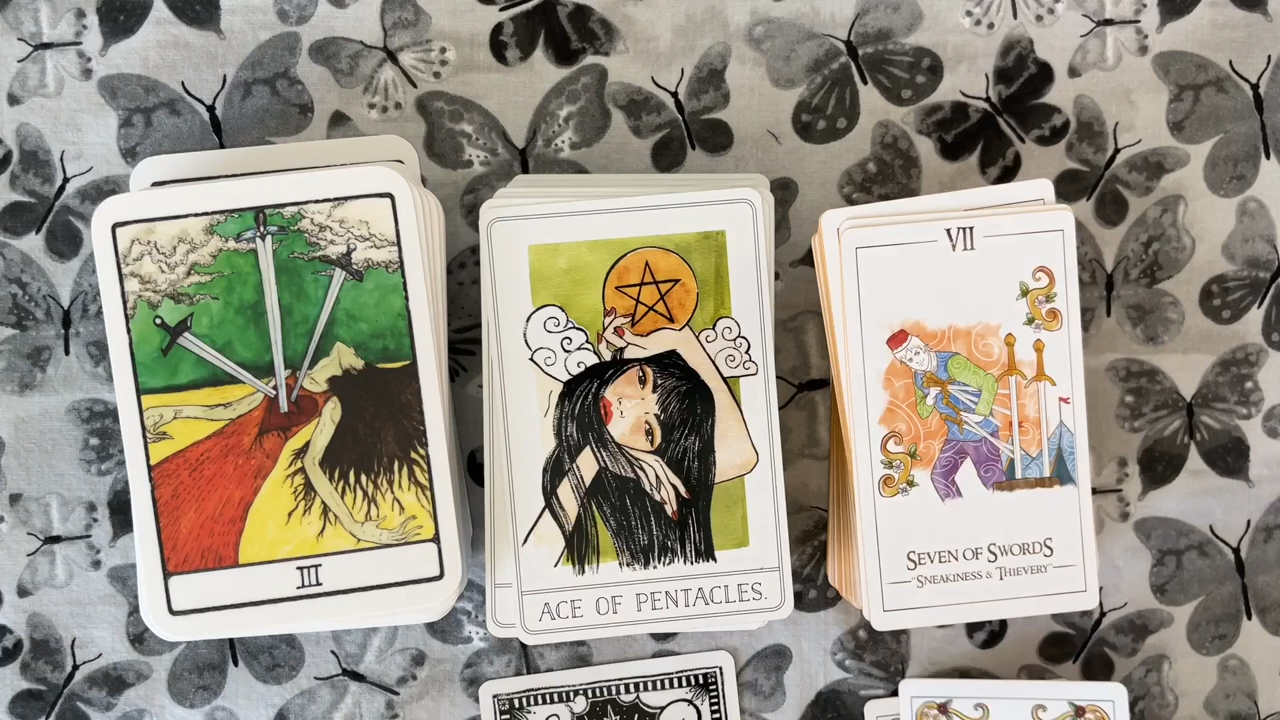 III
ACE OF PENTACLES.
VII
SEVEN OF SWORDS
"SNEAKINESS & THIEVERY"